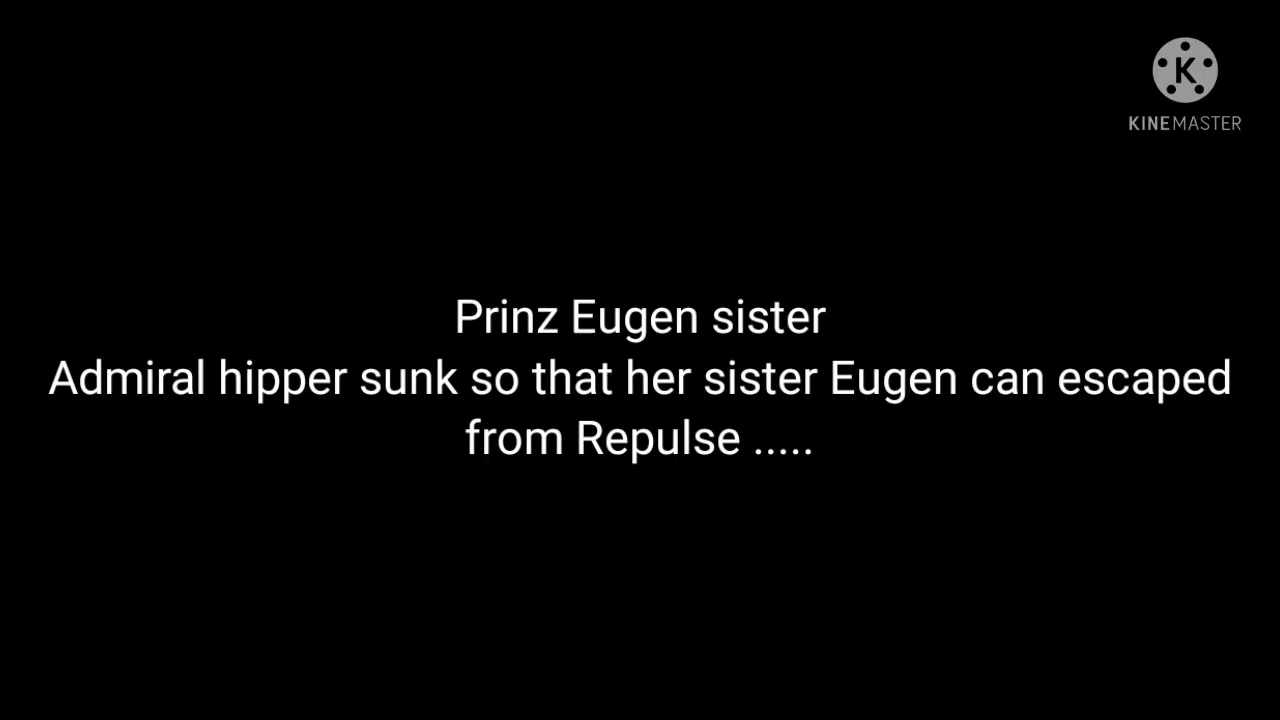 K
KINEMASTER
Prinz Eugen sister
Admiral hipper sunk so that her sister Eugen can escaped
from Repulse .....